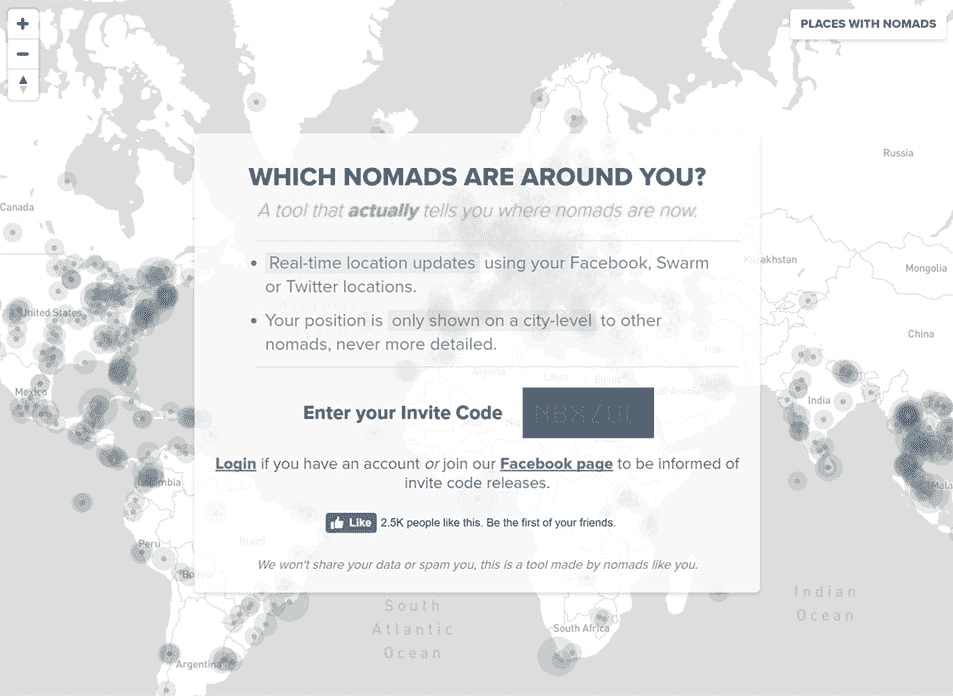 PLACES WITH NOMADS
WHICH NOMADS ARE AROUND YOU?
A tool that actually tells you where nomads are now.
• Real-time location updates using your Facebook, Swarm
or Twitter locations.
• Your position is only shown on a city-level to other
nomads, never more detailed.
Enter your Invite Code
Login if you have an account or join our Facebook page to be informed of
invite code releases.
Like 2.5K people like this. Be the first of your friends.
We won't share your data or spam you, this is a tool made by nomads like you.
Russia
Canada
Kazakhstan
Mongolia
United States
Atlantic
China
Iran
Algeria
Libya
Egypt
Saudi Arabia
Mexico
India
Colombia
Peru
Brazil
Bolivia
South
Atlantic
Ocean
Indian
Ocean
South Africa
Argentina